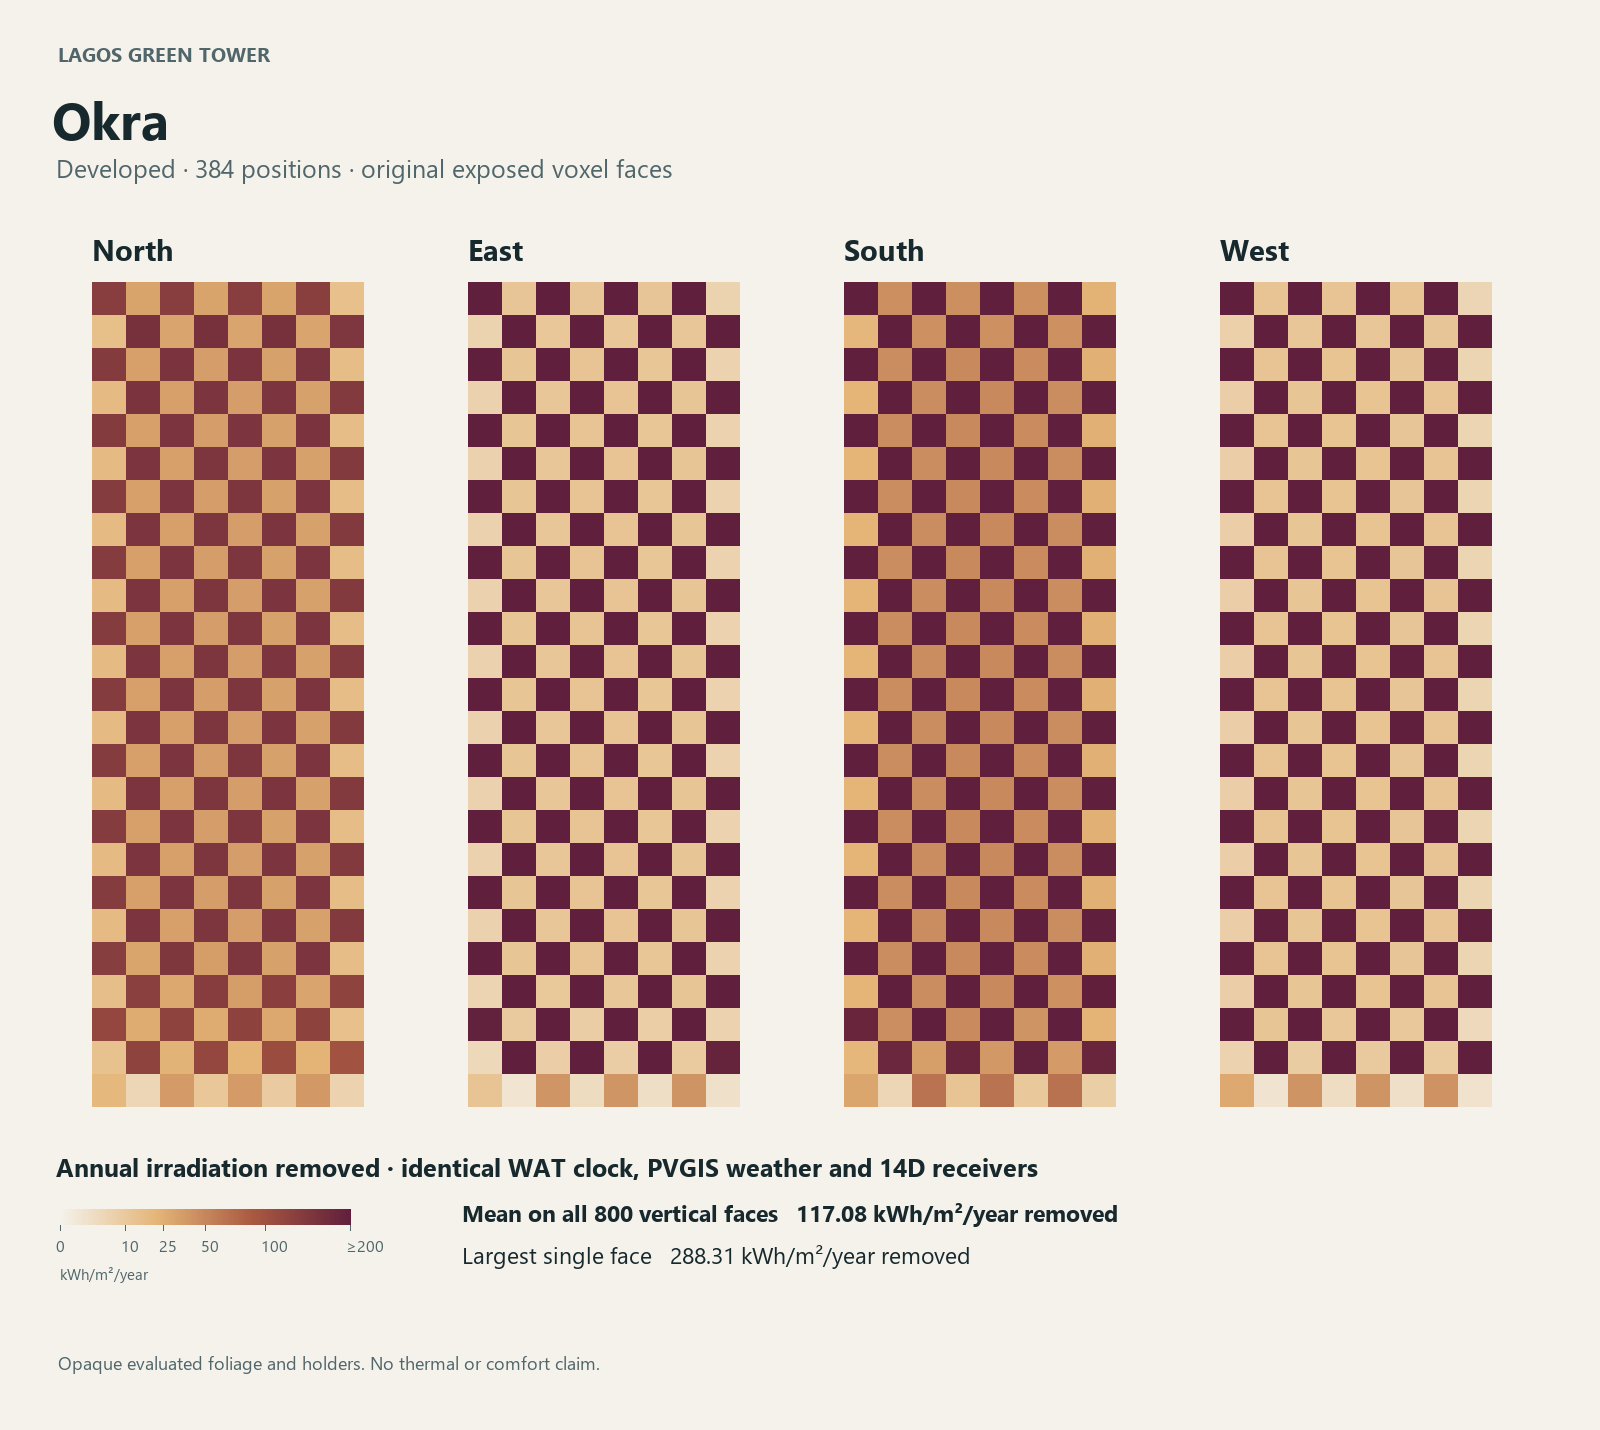 LAGOS GREEN TOWER
Okra
Developed · 384 positions · original exposed voxel faces
North East South West
Annual irradiation removed · identical WAT clock, PVGIS weather and 14D receivers
Mean on all 800 vertical faces 117.08 kWh/m²/year removed
0 10 25 50 100 ≥200
Largest single face 288.31 kWh/m²/year removed
kWh/m²/year
Opaque evaluated foliage and holders. No thermal or comfort claim.